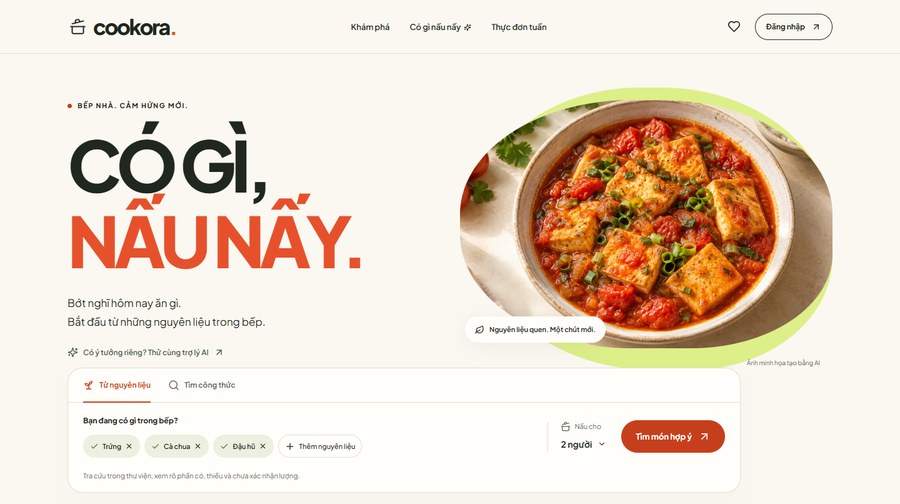 cookora.
Khám phá
Có gì nấu nấy
Thực đơn tuần
Đăng nhập
BẾP NHÀ. CẢM HỨNG MỚI.
CÓ GÌ,
NẤU NẤY.
Bớt nghĩ hôm nay ăn gì.
Bắt đầu từ những nguyên liệu trong bếp.
Có ý tưởng riêng? Thử cùng trợ lý AI
Nguyên liệu quen. Một chút mới.
Ảnh minh họa tạo bằng AI
Từ nguyên liệu
Tìm công thức
Bạn đang có gì trong bếp?
Trứng
Cà chua
Đậu hũ
Thêm nguyên liệu
Nấu cho
2 người
Tìm món hợp ý
Tra cứu trong thư viện, xem rõ phần có, thiếu và chưa xác nhận lượng.